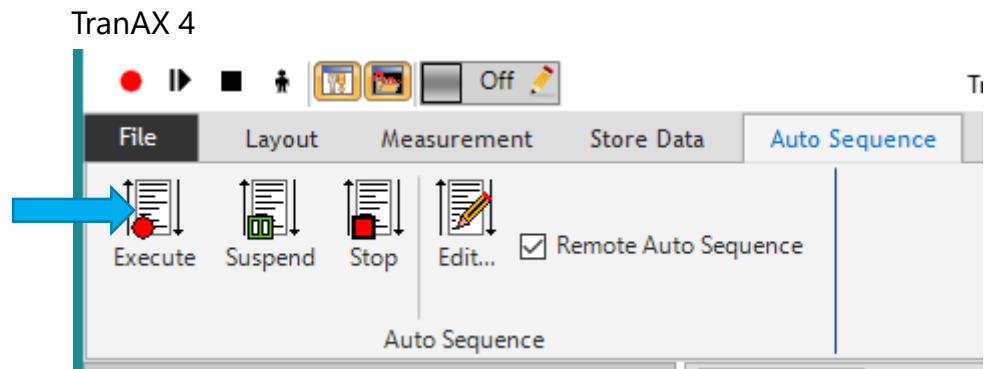 TranAX 4
Off
File Layout Measurement Store Data Auto Sequence
Execute Suspend Stop Edit... Remote Auto Sequence
Auto Sequence